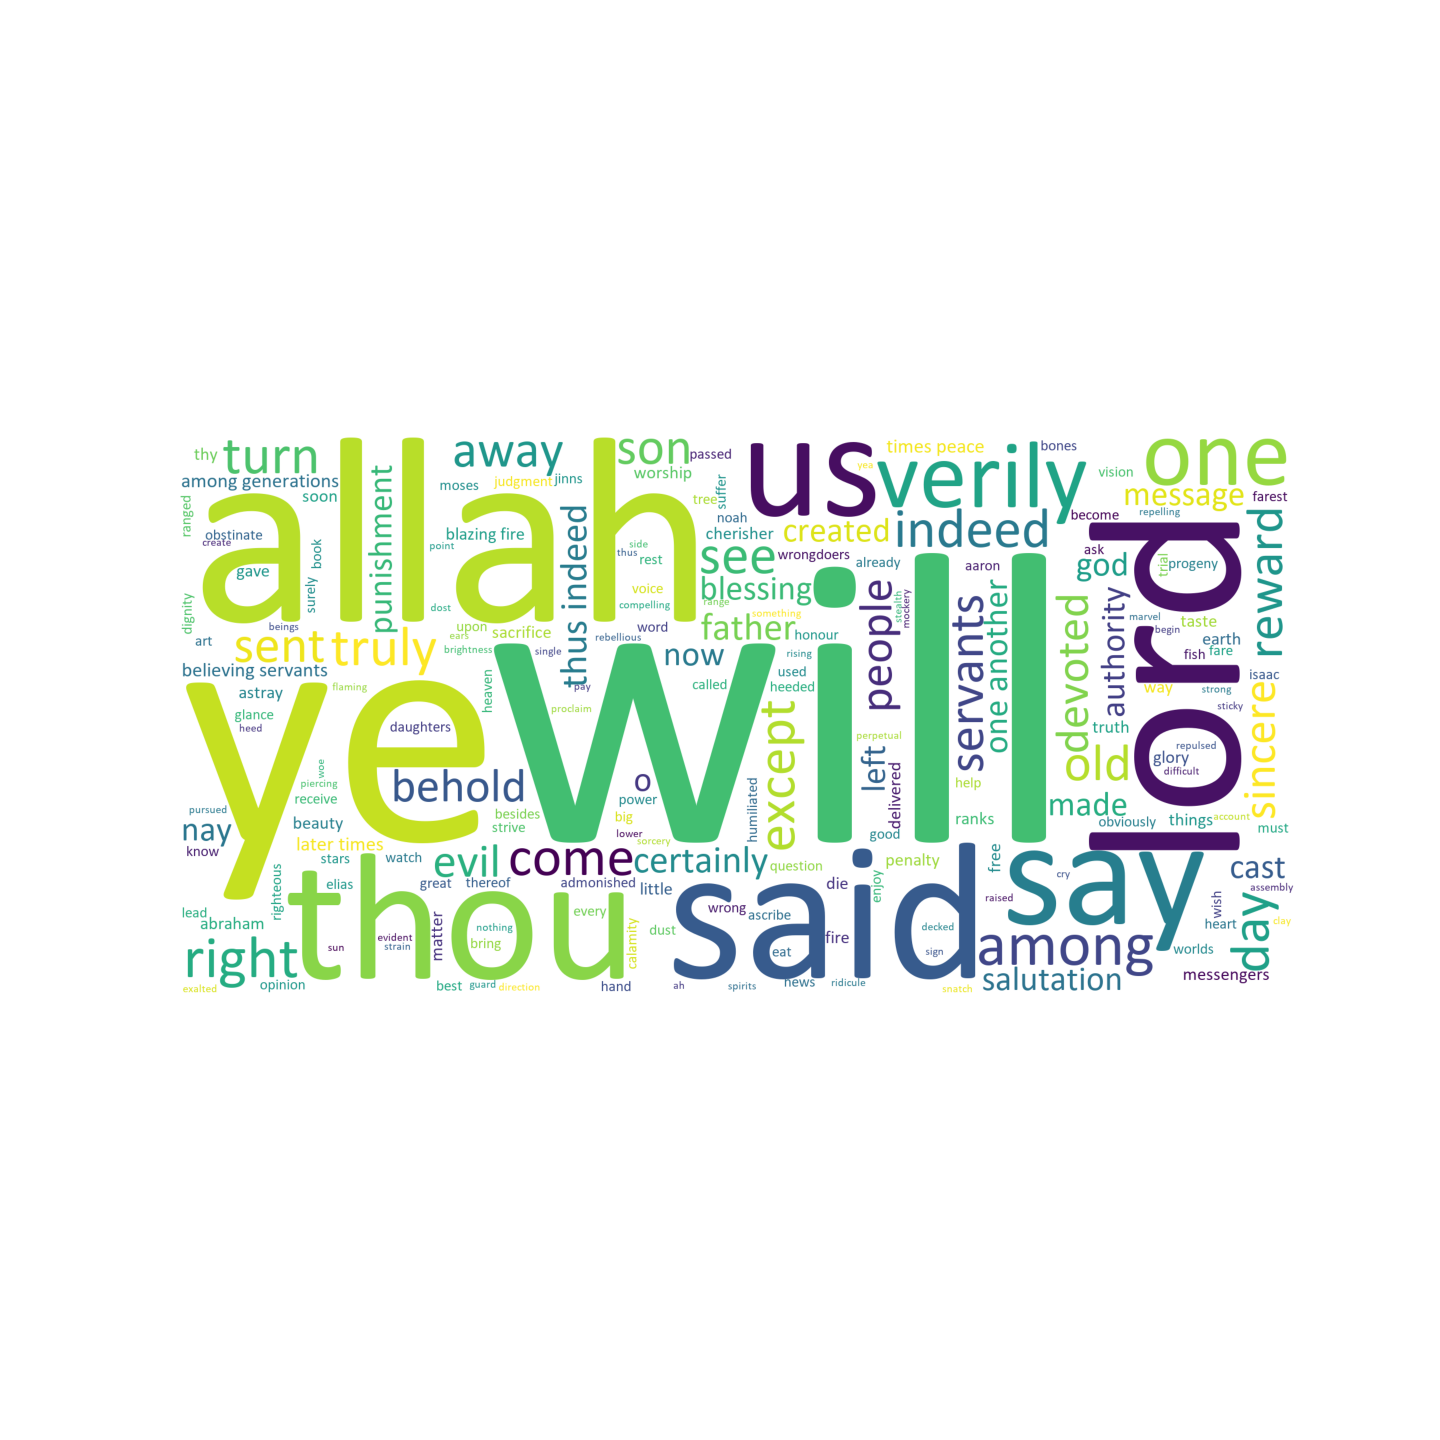 allah
ye
will
lord
thou
said
us
say
one
verily
indeed
among
right
turn
away
son
see
sent
truly
behold
come
certainly
evil
people
servants
except
devoted
old
authority
reward
sincere
day
cast
salutation
message
created
blessing
father
now
thus indeed
punishment
one another
god
made
left
nay
o
thy
among generations
soon
moses
judgment
jinns
passed
worship
times peace
bones
vision
farest
become
repelling
yea
ranged
obstinate
create
book
gave
surely
blazing fire
point
noah
tree
suffer
cherisher
side
thus
rest
wrongdoers
already
aaron
ask
trial
progeny
dignity
beings
art
dost
upon
ears
brightness
sacrifice
voice
compelling
word
rebellious
range
something
honour
stealth
mockery
marvel
begin
taste
earth
fare
fish
believing servants
astray
flaming
glance
heed
heaven
single
pay
proclaim
called
used
rising
heeded
way
strong
isaac
sticky
truth
daughters
perpetual
repulsed
glory
difficult
woe
piercing
receive
pursued
beauty
know
later times
besides
strive
power
big
lower
sorcery
humiliated
delivered
good
help
ranks
obviously
things
account
must
stars
watch
elias
righteous
great
thereof
admonished
little
question
die
penalty
enjoy
free
cry
raised
wish
heart
assembly
clay
lead
abraham
opinion
exalted
sun
evident
strain
matter
nothing
bring
every
calamity
dust
wrong
ascribe
eat
fire
decked
sign
worlds
messengers
best
guard
direction
hand
ah
spirits
news
ridicule
snatch